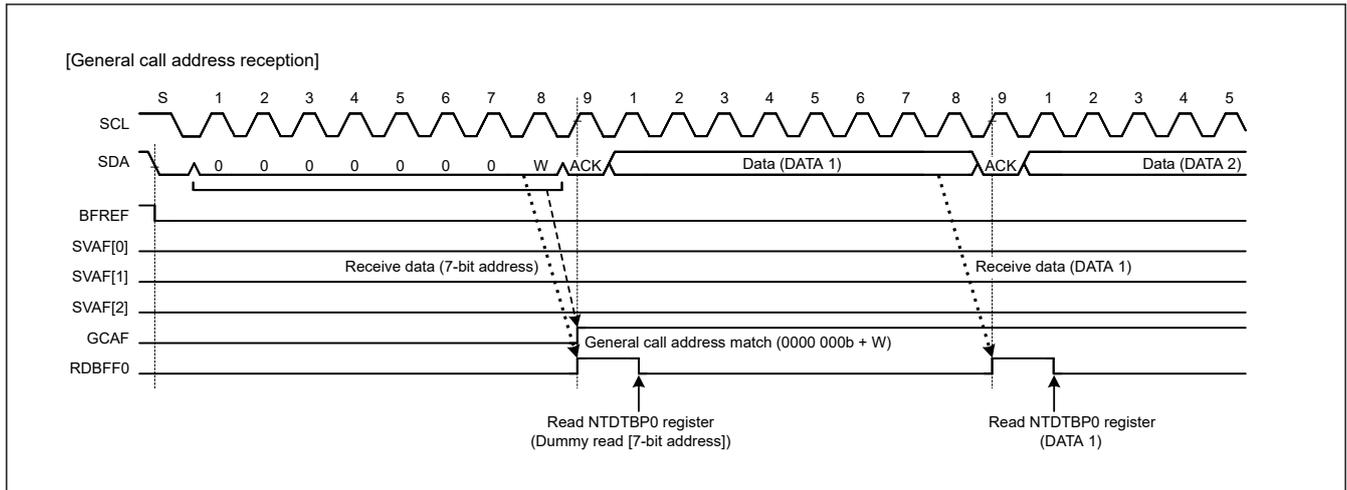 [General call address reception]
S 1 2 3 4 5 6 7 8 9 1 2 3 4 5 6 7 8 9 1 2 3 4 5
SCL
SDA 0 0 0 0 0 0 0 W ACK Data (DATA 1) ACK Data (DATA 2)
BFREF
SVAF[0]
Receive data (7-bit address) Receive data (DATA 1)
SVAF[1]
SVAF[2]
GCAF General call address match (0000 000b + W)
RDBFF0
Read NTDTBP0 register Read NTDTBP0 register
(Dummy read [7-bit address]) (DATA 1)